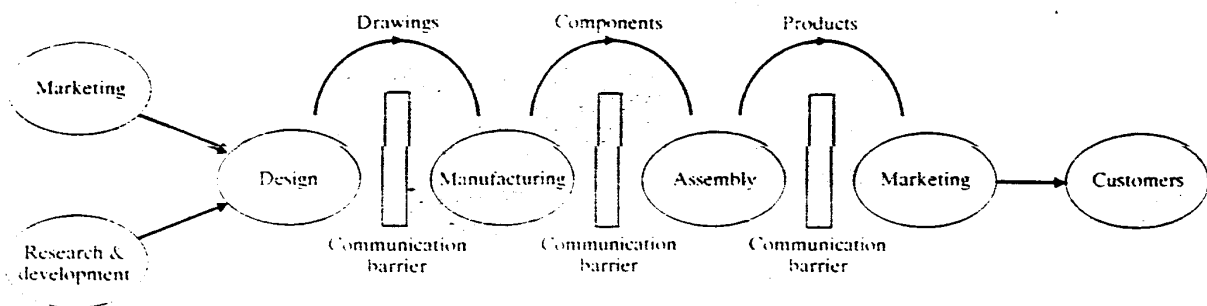 Drawings
Components
Products
Marketing
Design
Manufacturing
Assembly
Marketing
Customers
Research &
development
Communication
barrier
Communication
barrier
Communication
barrier